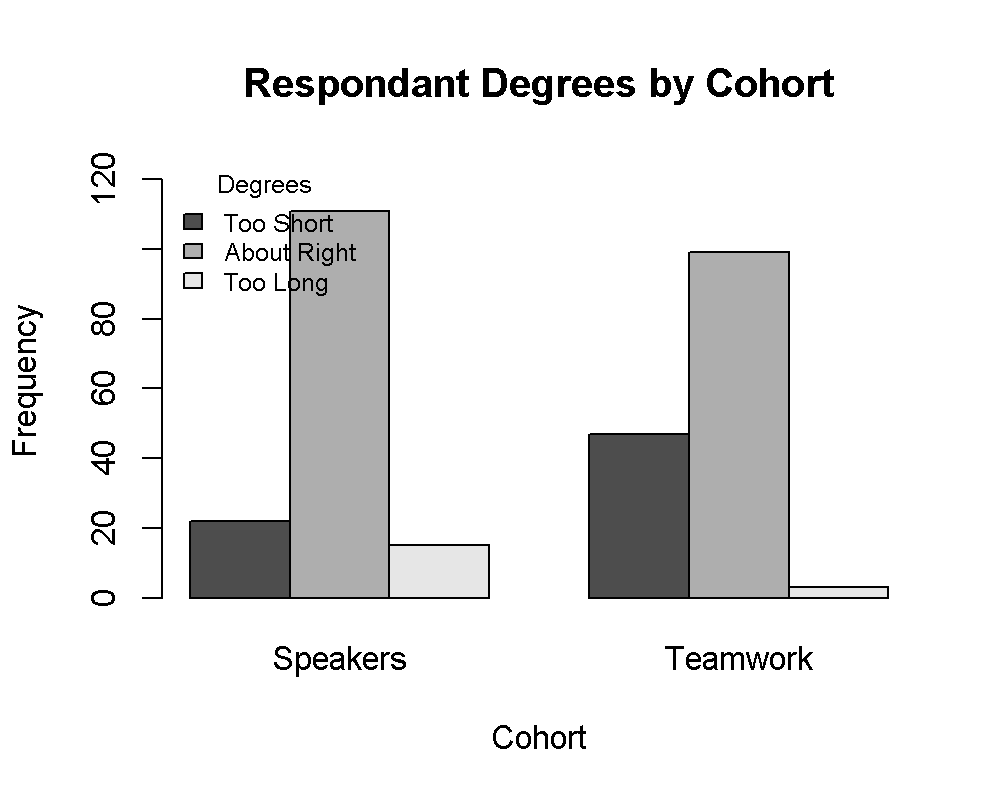 Respondant Degrees by Cohort
Degrees
Too Short
About Right
Too Long
Frequency
120
80
60
40
20
0
Speakers
Teamwork
Cohort